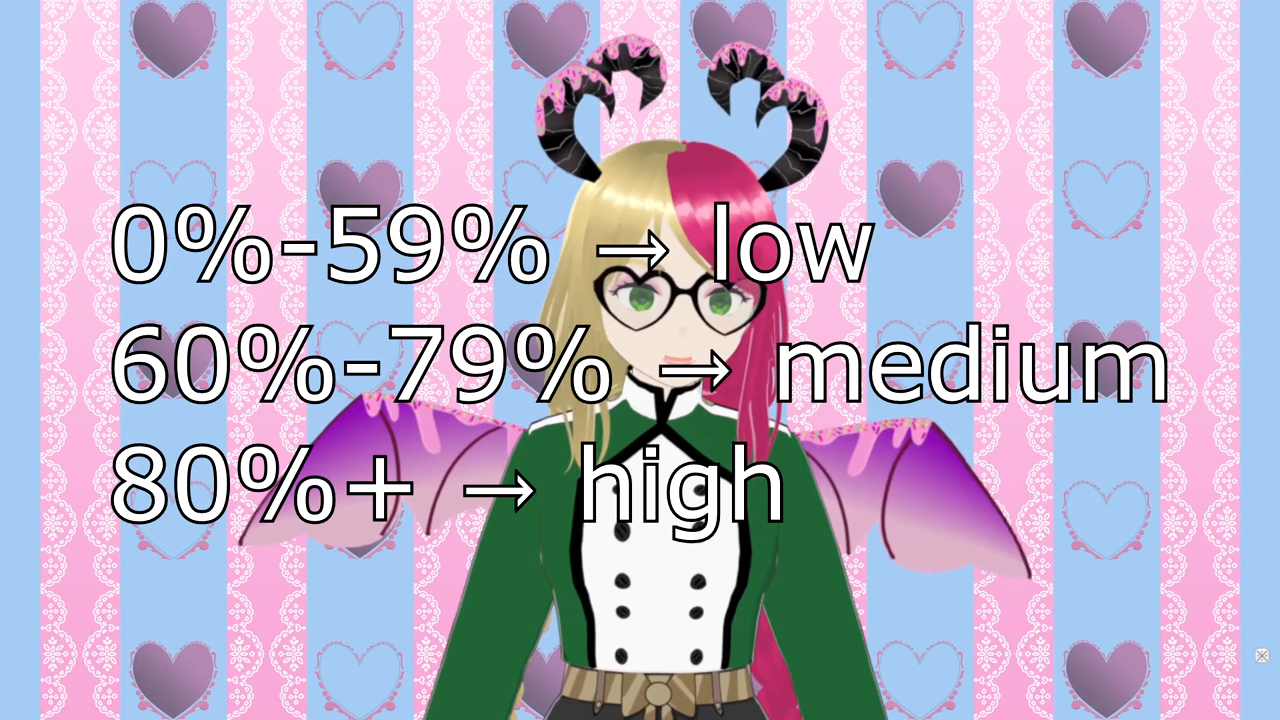 0%-59% → low
60%-79% → medium
80%+ → high